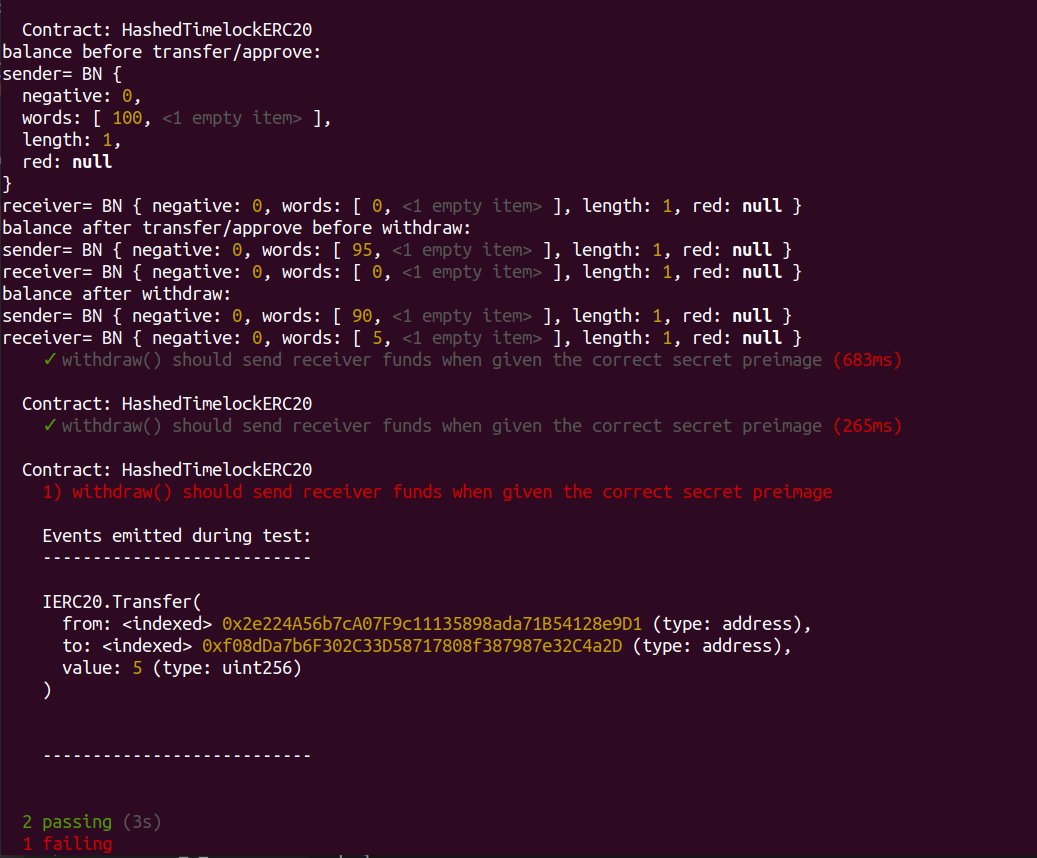 Contract: HashedTimelockERC20
balance before transfer/approve:
sender= BN {
  negative: 0,
  words: [ 100, <1 empty item> ],
  length: 1,
  red: null
}
receiver= BN { negative: 0, words: [ 0, <1 empty item> ], length: 1, red: null }
balance after transfer/approve before withdraw:
sender= BN { negative: 0, words: [ 95, <1 empty item> ], length: 1, red: null }
receiver= BN { negative: 0, words: [ 0, <1 empty item> ], length: 1, red: null }
balance after withdraw:
sender= BN { negative: 0, words: [ 90, <1 empty item> ], length: 1, red: null }
receiver= BN { negative: 0, words: [ 5, <1 empty item> ], length: 1, red: null }
✓ withdraw() should send receiver funds when given the correct secret preimage (683ms)
Contract: HashedTimelockERC20
✓ withdraw() should send receiver funds when given the correct secret preimage (265ms)
Contract: HashedTimelockERC20
1) withdraw() should send receiver funds when given the correct secret preimage
Events emitted during test:
---------------------------
IERC20.Transfer(
  from: <indexed> 0x2e224A56b7cA07F9c11135898ada71B54128e9D1 (type: address),
  to: <indexed> 0xf08dDa7b6F302C33D58717808f387987e32C4a2D (type: address),
  value: 5 (type: uint256)
)
---------------------------
2 passing (3s)
1 failing